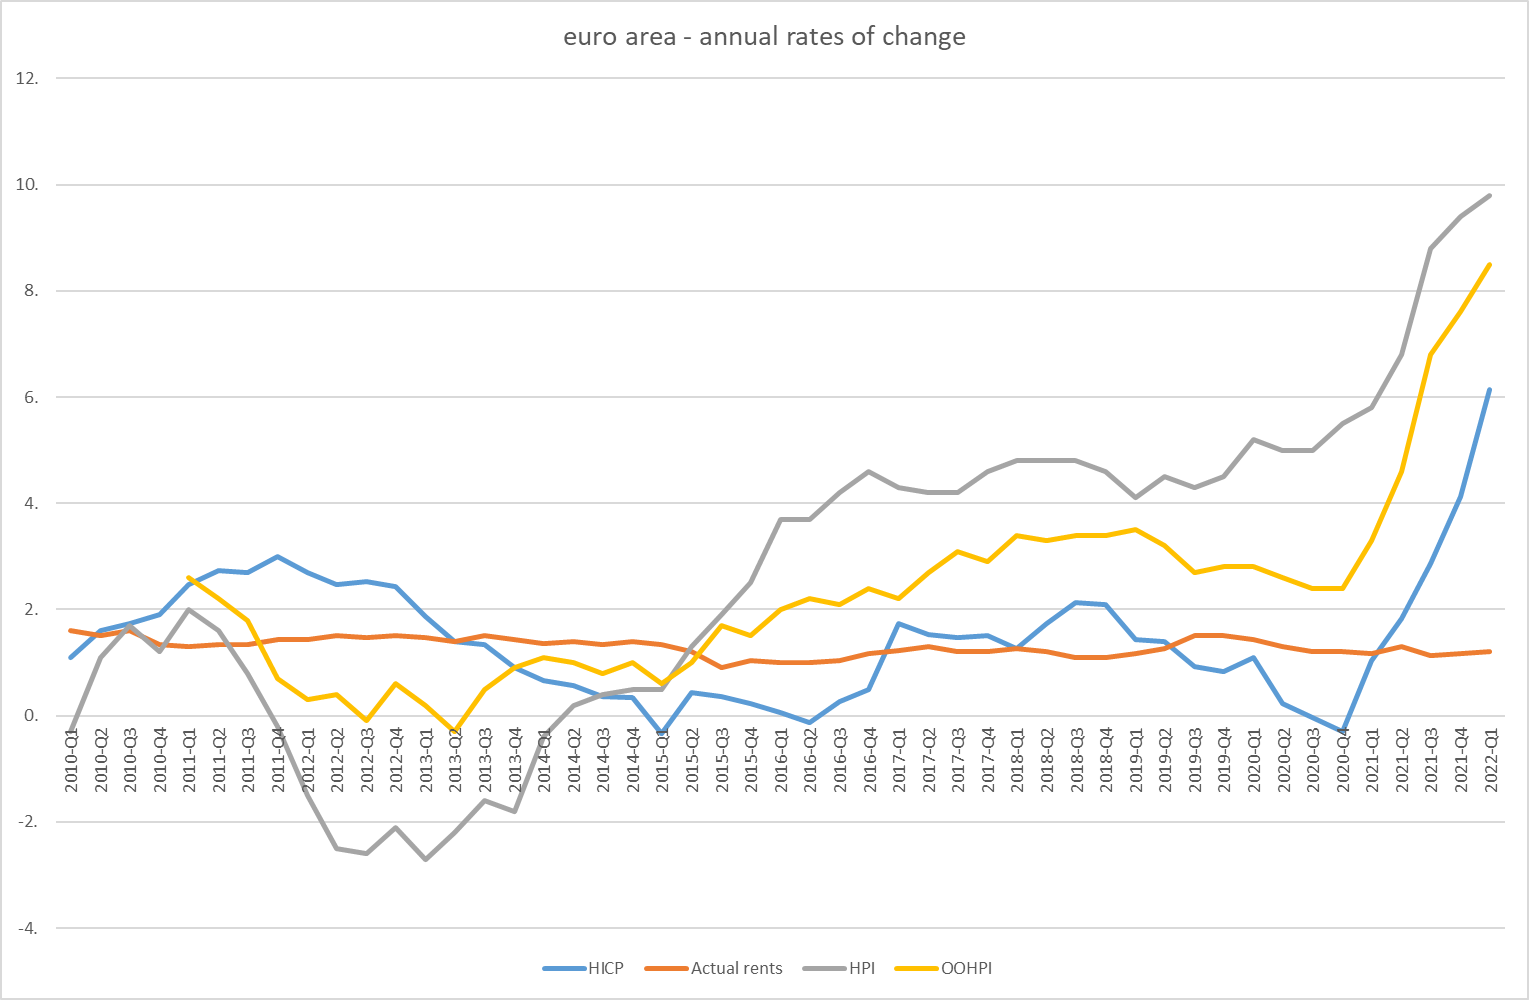 euro area - annual rates of change
12.
10.
8.
6.
4.
2.
0.
-2.
-4.
2010-Q1
2010-Q2
2010-Q3
2010-Q4
2011-Q1
2011-Q2
2011-Q3
2011-Q4
2012-Q1
2012-Q2
2012-Q3
2012-Q4
2013-Q1
2013-Q2
2013-Q3
2013-Q4
2014-Q1
2014-Q2
2014-Q3
2014-Q4
2015-Q1
2015-Q2
2015-Q3
2015-Q4
2016-Q1
2016-Q2
2016-Q3
2016-Q4
2017-Q1
2017-Q2
2017-Q3
2017-Q4
2018-Q1
2018-Q2
2018-Q3
2018-Q4
2019-Q1
2019-Q2
2019-Q3
2019-Q4
2020-Q1
2020-Q2
2020-Q3
2020-Q4
2021-Q1
2021-Q2
2021-Q3
2021-Q4
2022-Q1
HICP Actual rents HPI OOHPI